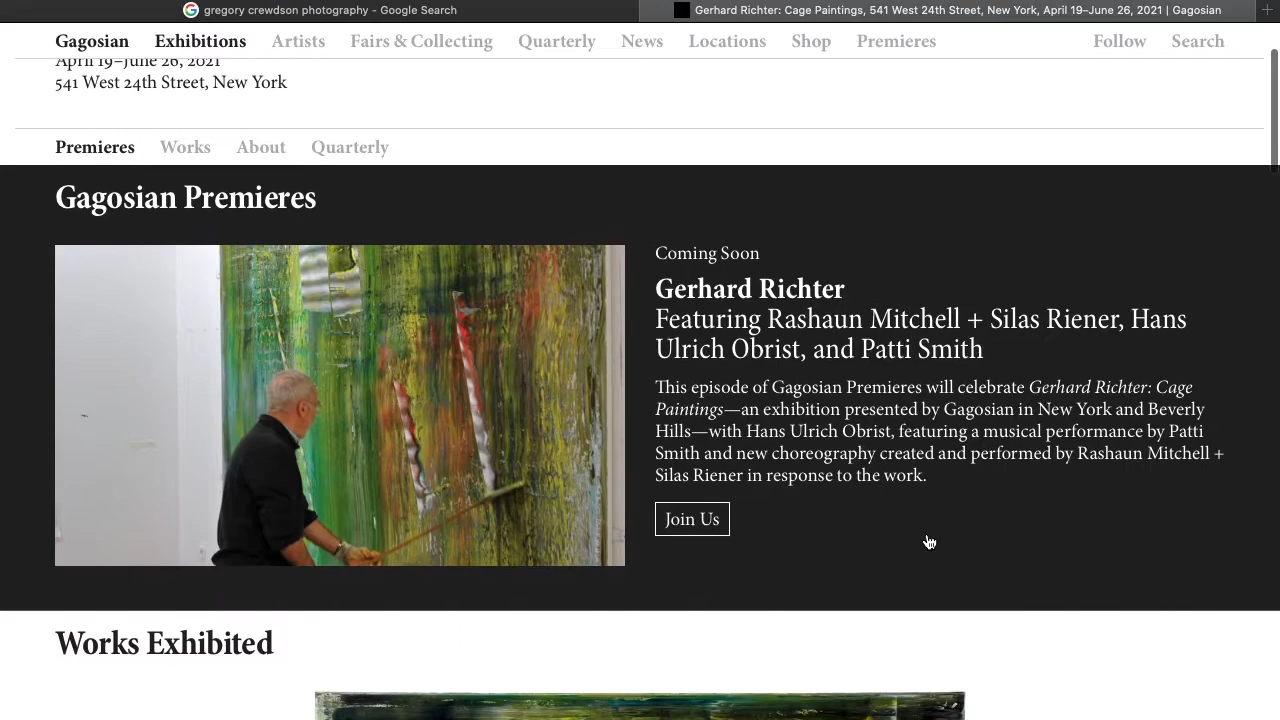 gregory crewdson photography - Google Search
Gerhard Richter: Cage Paintings, 541 West 24th Street, New York, April 19–June 26, 2021 | Gagosian
Gagosian Exhibitions Artists Fairs & Collecting Quarterly News Locations Shop Premieres Follow Search
April 19–June 26, 2021
541 West 24th Street, New York
Premieres Works About Quarterly
Gagosian Premieres
Coming Soon
Gerhard Richter
Featuring Rashaun Mitchell + Silas Riener, Hans
Ulrich Obrist, and Patti Smith
This episode of Gagosian Premieres will celebrate Gerhard Richter: Cage
Paintings—an exhibition presented by Gagosian in New York and Beverly
Hills—with Hans Ulrich Obrist, featuring a musical performance by Patti
Smith and new choreography created and performed by Rashaun Mitchell +
Silas Riener in response to the work.
Join Us
Works Exhibited